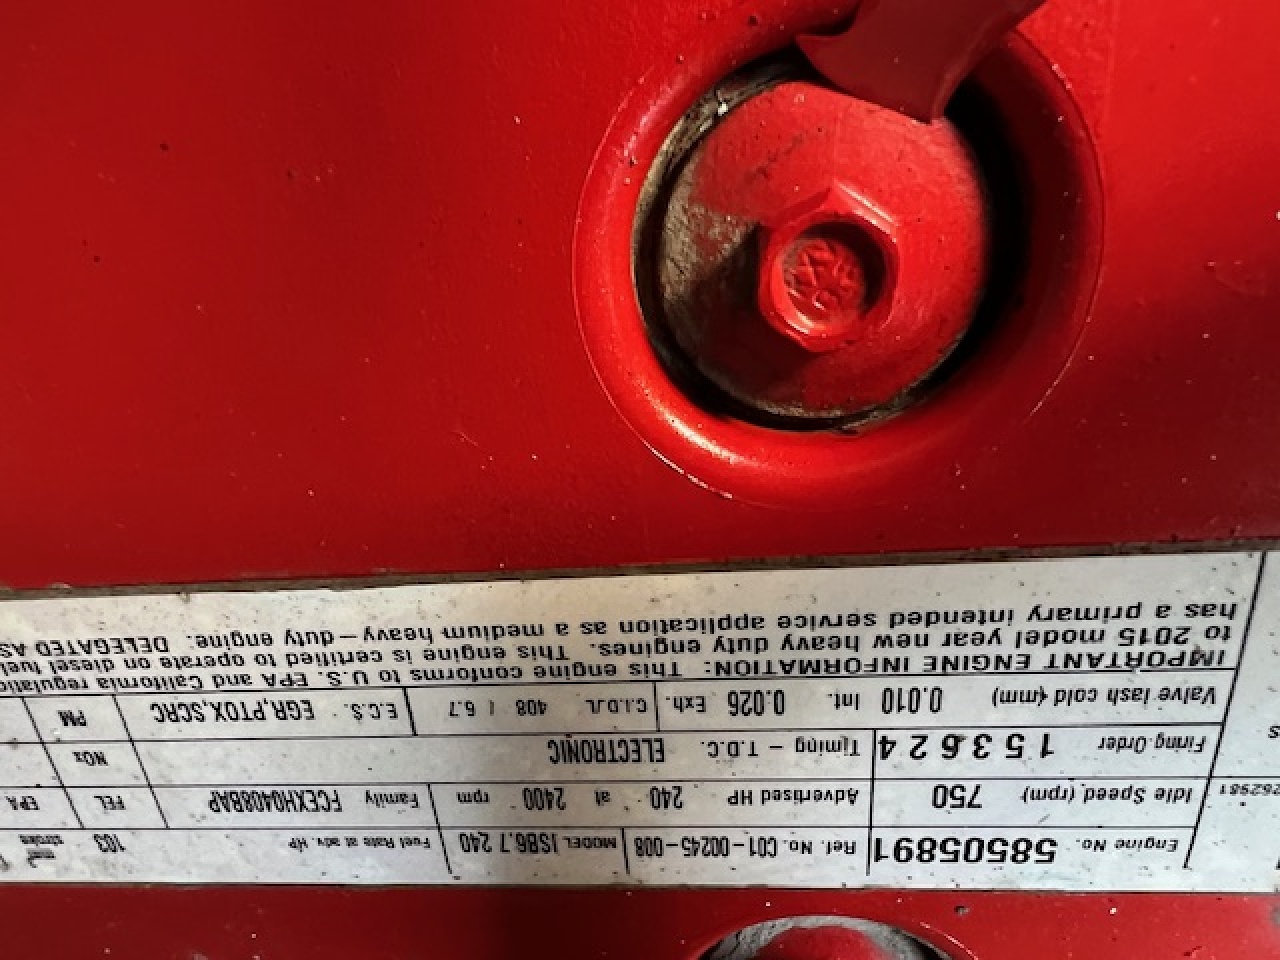 Engine No. 58505891 Ref. No. C01-00245-008 MODEL ISB6.7 240 Fuel Rate at adv. HP 103 mm³ stroke
262981 Idle Speed (rpm) 750 Advertised HP 240 at 2400 rpm Family FCEXH0408BAP FEL EPA
S Firing Order 1 5 3 6 2 4 Timing - T.D.C. ELECTRONIC NOx
Valve lash cold (mm) 0.010 Int. 0.026 Exh. C.I.D./L 408 / 6.7 E.C.S. EGR,PTOX,SCRC PM
IMPORTANT ENGINE INFORMATION: This engine conforms to U.S. EPA and California regulatio
to 2015 model year new heavy duty engines. This engine is certified to operate on diesel fuel
has a primary intended service application as a medium heavy-duty engine. DELEGATED AS